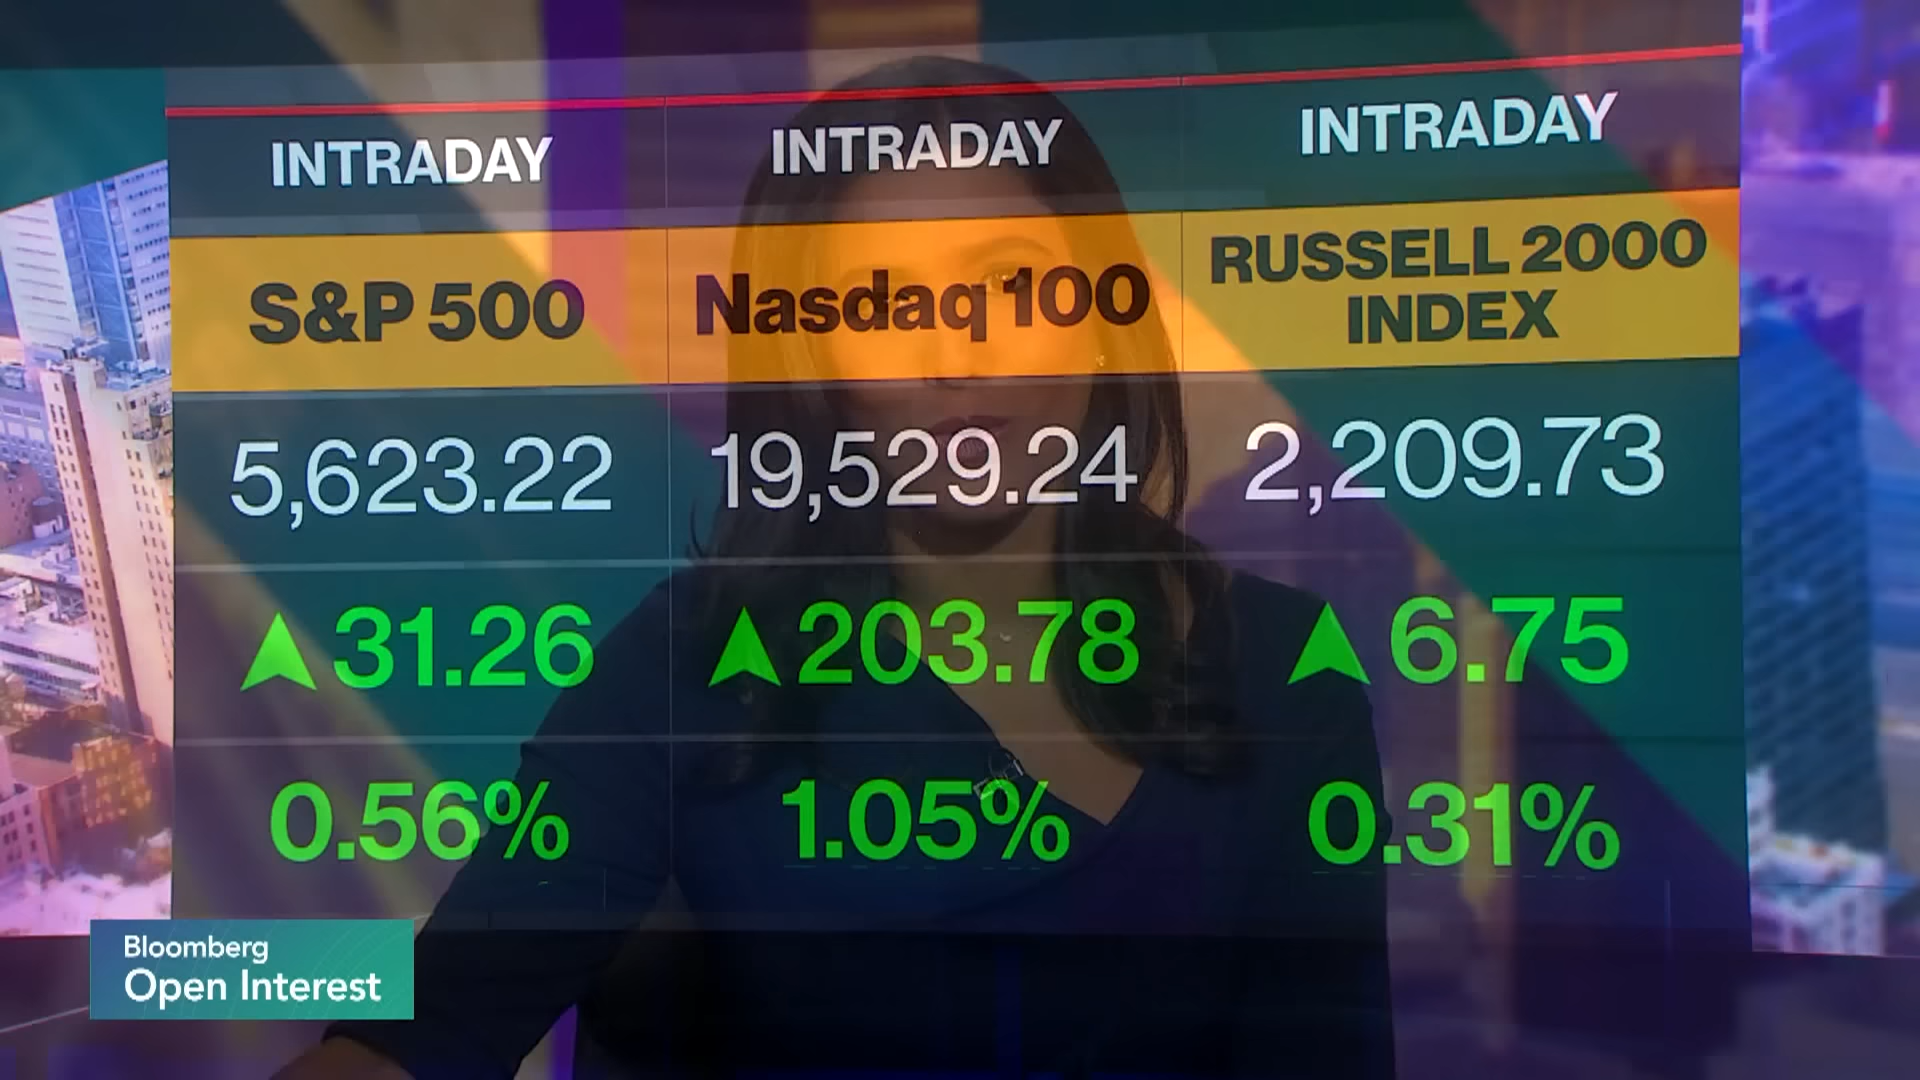 INTRADAY
INTRADAY
INTRADAY
S&P 500
Nasdaq 100
RUSSELL 2000
INDEX
5,623.22
19,529.24
2,209.73
▲31.26
▲203.78
▲6.75
0.56%
1.05%
0.31%
Bloomberg
Open Interest